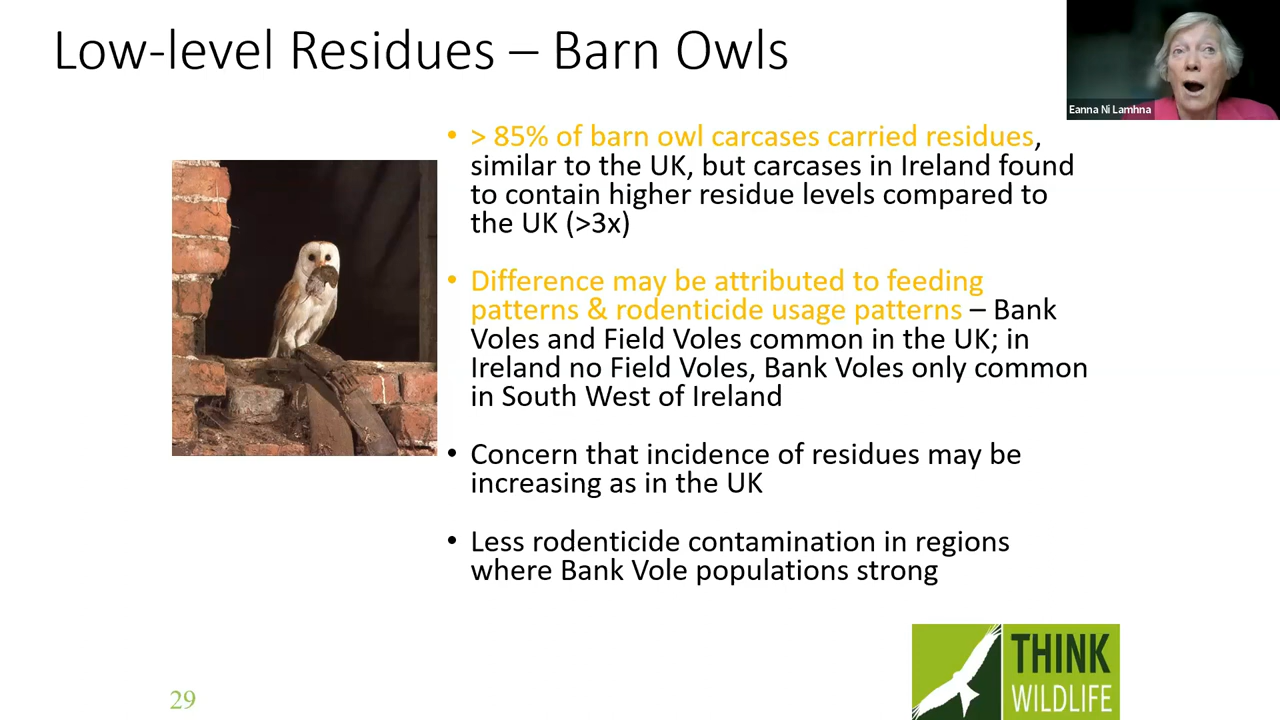 Low-level Residues – Barn Owls
Eanna Ni Lamhna
• > 85% of barn owl carcases carried residues,
similar to the UK, but carcases in Ireland found
to contain higher residue levels compared to
the UK (>3x)
• Difference may be attributed to feeding
patterns & rodenticide usage patterns – Bank
Voles and Field Voles common in the UK; in
Ireland no Field Voles, Bank Voles only common
in South West of Ireland
• Concern that incidence of residues may be
increasing as in the UK
• Less rodenticide contamination in regions
where Bank Vole populations strong
THINK
WILDLIFE
29